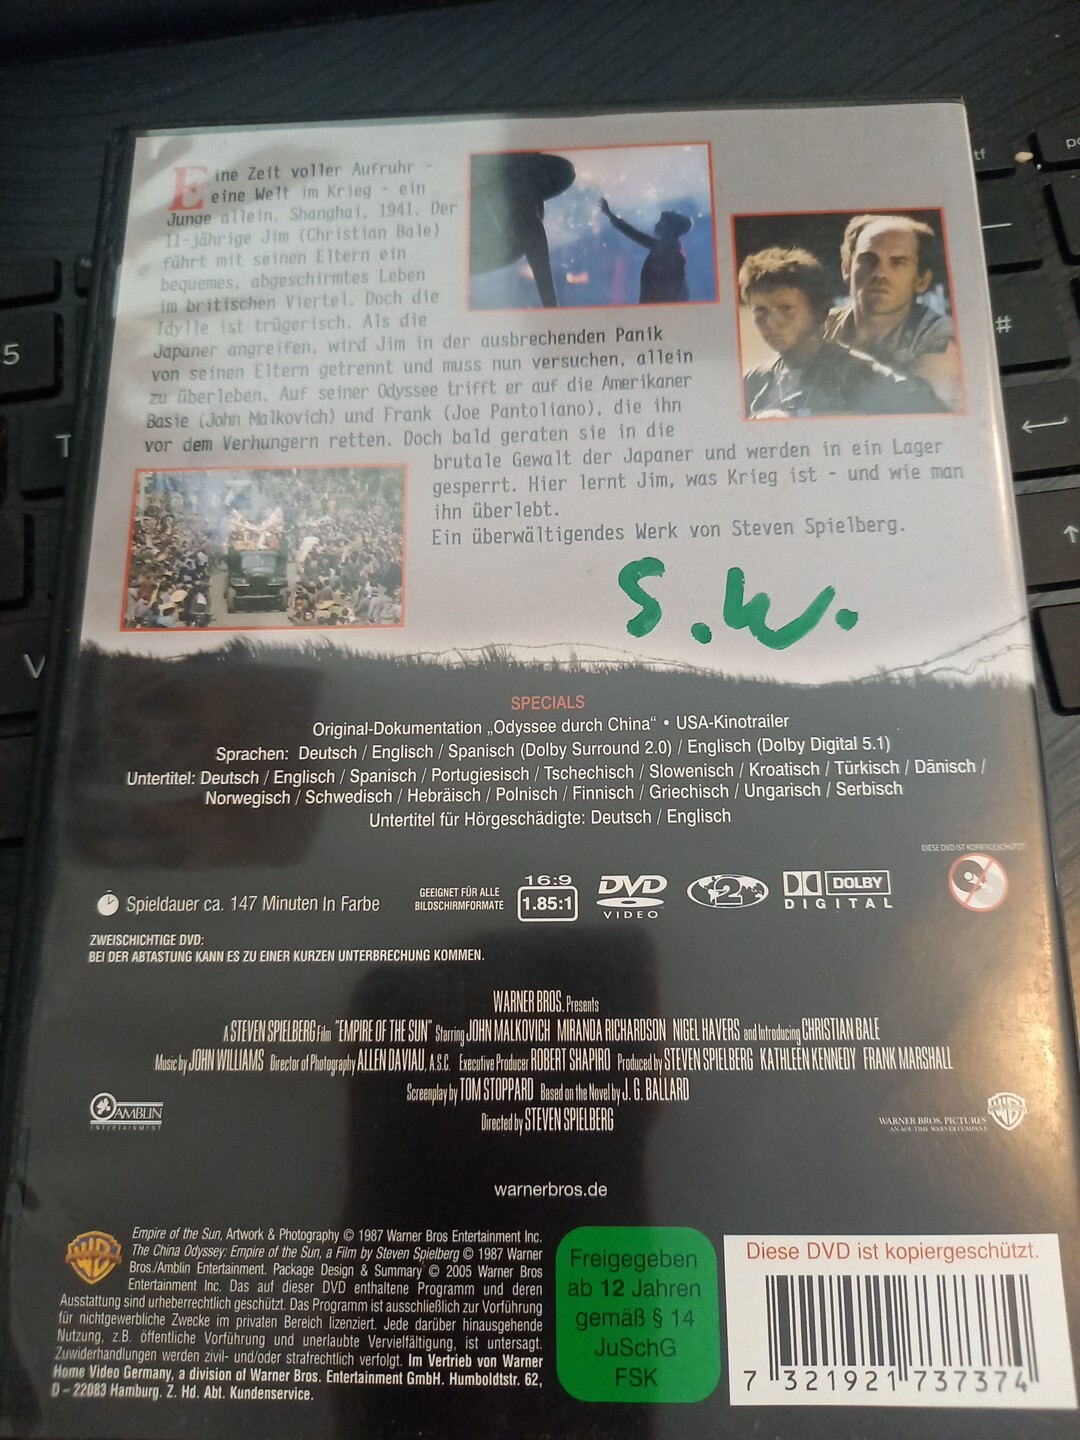 Eine Zeit voller Aufruhr -
eine Welt im Krieg - ein
Junge allein. Shanghai, 1941. Der
11-jährige Jim (Christian Bale)
führt mit seinen Eltern ein
bequemes, abgeschirmtes Leben
im britischen Viertel. Doch die
Idylle ist trügerisch. Als die
Japaner angreifen, wird Jim in der ausbrechenden Panik
von seinen Eltern getrennt und muss nun versuchen, allein
zu überleben. Auf seiner Odyssee trifft er auf die Amerikaner
Basie (John Malkovich) und Frank (Joe Pantoliano), die ihn
vor dem Verhungern retten. Doch bald geraten sie in die
brutale Gewalt der Japaner und werden in ein Lager
gesperrt. Hier lernt Jim, was Krieg ist - und wie man
ihn überlebt.
Ein überwältigendes Werk von Steven Spielberg.
S.W.
SPECIALS
Original-Dokumentation „Odyssee durch China“ • USA-Kinotrailer
Sprachen: Deutsch / Englisch / Spanisch (Dolby Surround 2.0) / Englisch (Dolby Digital 5.1)
Untertitel: Deutsch / Englisch / Spanisch / Portugiesisch / Tschechisch / Slowenisch / Kroatisch / Türkisch / Dänisch /
Norwegisch / Schwedisch / Hebräisch / Polnisch / Finnisch / Griechisch / Ungarisch / Serbisch
Untertitel für Hörgeschädigte: Deutsch / Englisch
DIESE DVD IST KOPIERGESCHÜTZT
Spieldauer ca. 147 Minuten In Farbe
GEEIGNET FÜR ALLE
BILDSCHIRMFORMATE
16:9
1.85:1
DVD
VIDEO
2
DOLBY
DIGITAL
ZWEISCHICHTIGE DVD:
BEI DER ABTASTUNG KANN ES ZU EINER KURZEN UNTERBRECHUNG KOMMEN.
WARNER BROS. Presents
A STEVEN SPIELBERG Film "EMPIRE OF THE SUN" Starring JOHN MALKOVICH MIRANDA RICHARDSON NIGEL HAVERS and Introducing CHRISTIAN BALE
Music by JOHN WILLIAMS Director of Photography ALLEN DAVIAU, A.S.C. Executive Producer ROBERT SHAPIRO Produced by STEVEN SPIELBERG KATHLEEN KENNEDY FRANK MARSHALL
Screenplay by TOM STOPPARD Based on the Novel by J. G. BALLARD
Directed by STEVEN SPIELBERG
AMBLIN
ENTERTAINMENT
WARNER BROS. PICTURES
AN AOL TIME WARNER COMPANY
WB
warnerbros.de
WB
Empire of the Sun, Artwork & Photography © 1987 Warner Bros Entertainment Inc.
The China Odyssey: Empire of the Sun, a Film by Steven Spielberg © 1987 Warner
Bros./Amblin Entertainment. Package Design & Summary © 2005 Warner Bros
Entertainment Inc. Das auf dieser DVD enthaltene Programm und deren
Ausstattung sind urheberrechtlich geschützt. Das Programm ist ausschließlich zur Vorführung
für nichtgewerbliche Zwecke im privaten Bereich lizenziert. Jede darüber hinausgehende
Nutzung, z.B. öffentliche Vorführung und unerlaubte Vervielfältigung, ist untersagt.
Zuwiderhandlungen werden zivil- und/oder strafrechtlich verfolgt. Im Vertrieb von Warner
Home Video Germany, a division of Warner Bros. Entertainment GmbH. Humboldtstr. 62,
D – 22083 Hamburg. Z. Hd. Abt. Kundenservice.
Freigegeben
ab 12 Jahren
gemäß § 14
JuSchG
FSK
Diese DVD ist kopiergeschützt.
7 321921 737374
5
T
V
#